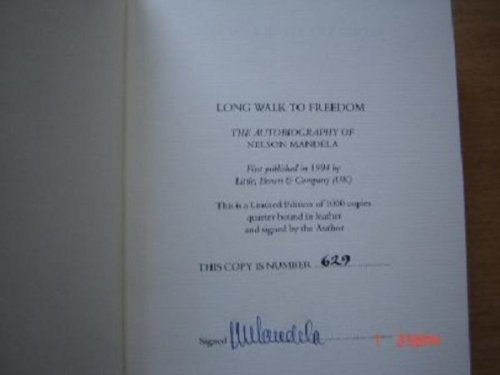 LONG WALK TO FREEDOM
THE AUTOBIOGRAPHY OF
NELSON MANDELA
First published in 1994 by
Little, Brown & Company (UK)
This is a Limited Edition of 1000 copies
quarter bound in leather
and signed by the Author
THIS COPY IS NUMBER 629
Signed NMandela